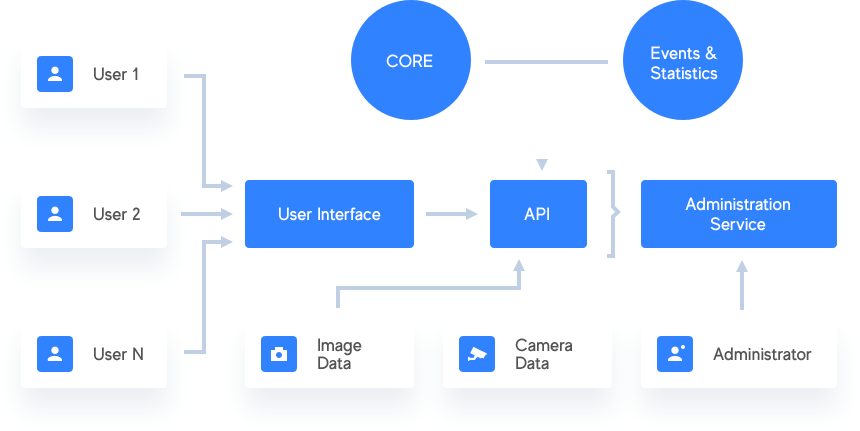 User 1
CORE
Events &
Statistics
User 2
User Interface
API
Administration
Service
User N
Image
Data
Camera
Data
Administrator